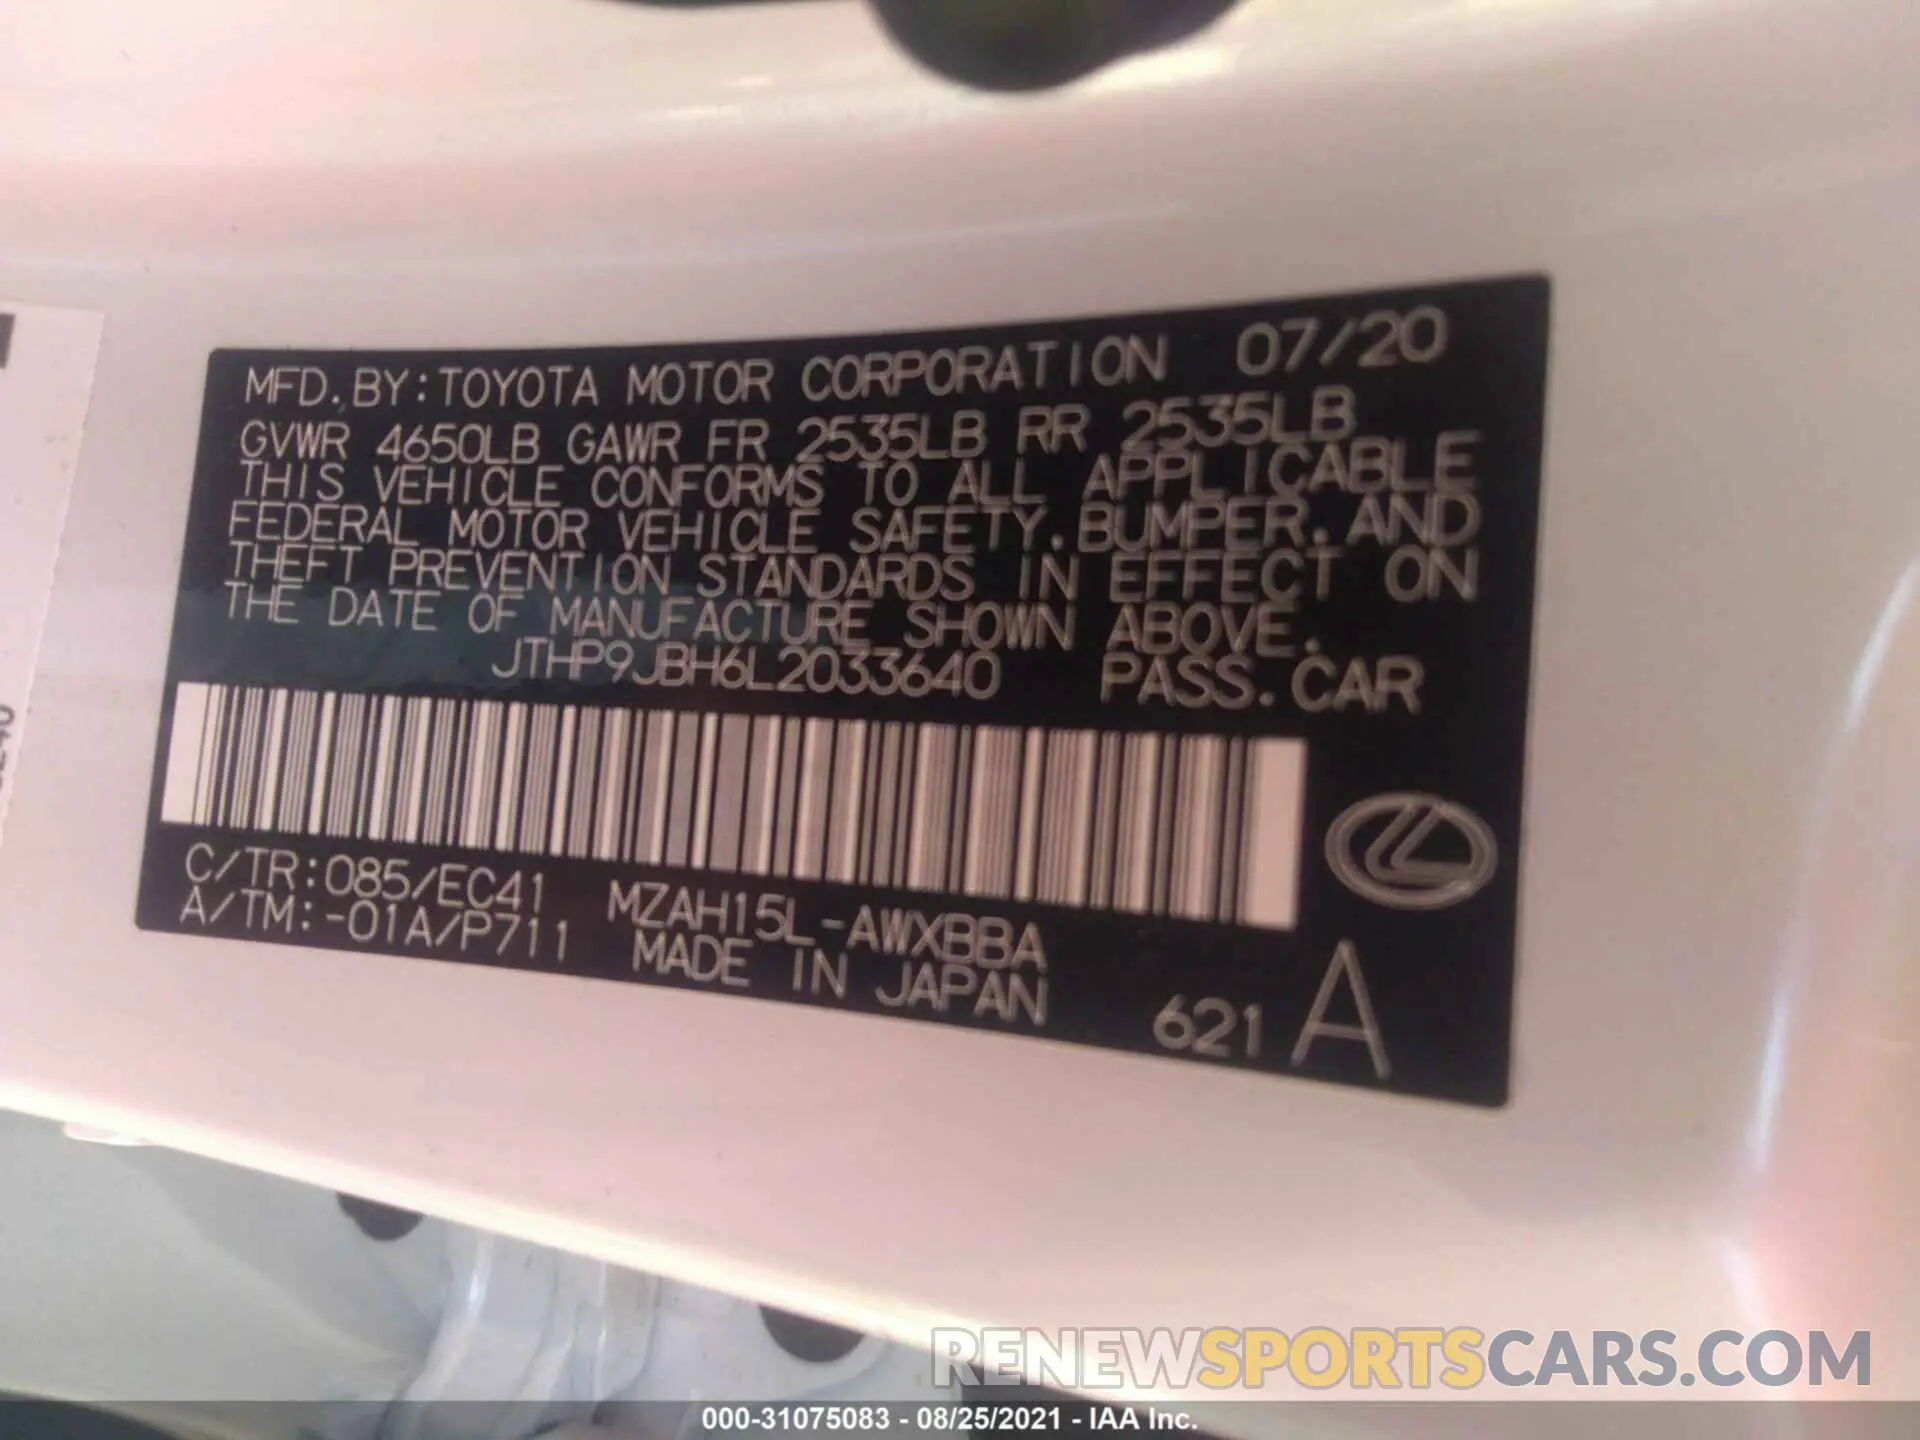 MFD. BY:TOYOTA MOTOR CORPORATION 07/20
GVWR 4650LB GAWR FR 2535LB RR 2535LB
THIS VEHICLE CONFORMS TO ALL APPLICABLE
FEDERAL MOTOR VEHICLE SAFETY, BUMPER, AND
THEFT PREVENTION STANDARDS IN EFFECT ON
THE DATE OF MANUFACTURE SHOWN ABOVE.
JTHP9JBH6L2033640 PASS. CAR
C/TR:085/EC41 MZAH15L-AWXBBA
A/TM:-01A/P711 MADE IN JAPAN
621 A
RENEWSPORTSCARS.COM
000-31075083 - 08/25/2021 - IAA Inc.